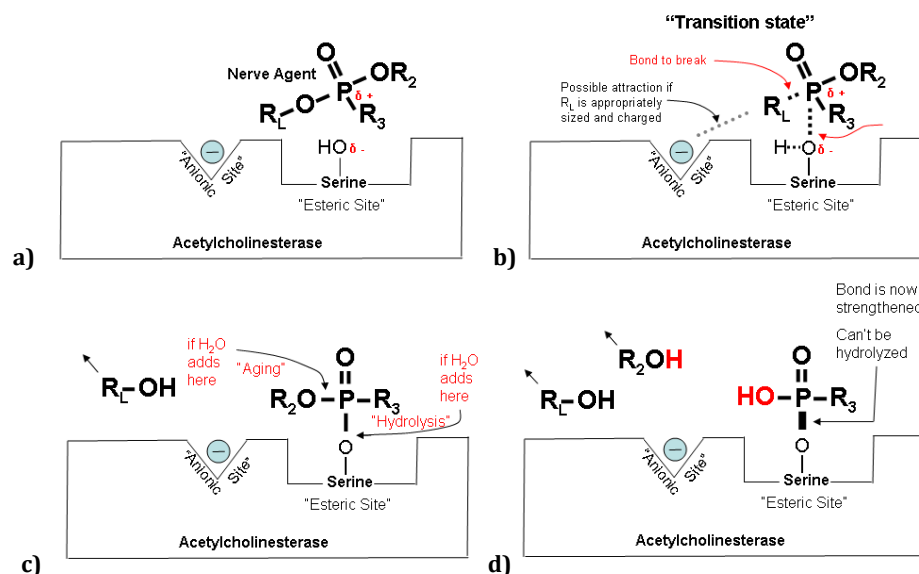 Nerve Agent
O
P
δ +
O
OR2
RL
R3
HO
δ -
Serine
"Esteric Site"
"Anionic Site"
Acetylcholinesterase
a)
“Transition state”
Bond to break
Possible attraction if
RL is appropriately
sized and charged
O
P
δ +
OR2
RL
R3
H
O
δ -
Serine
"Esteric Site"
"Anionic Site"
Acetylcholinesterase
b)
if H2O
adds
here
"Aging"
if H2O
adds
here
"Hydrolysis"
RL-OH
O
R2O-P-R3
O
Serine
"Esteric Site"
"Anionic Site"
Acetylcholinesterase
c)
Bond is now
strengthened
Can't be
hydrolyzed
R2OH
RL-OH
O
HO-P-R3
O
Serine
"Esteric Site"
"Anionic Site"
Acetylcholinesterase
d)